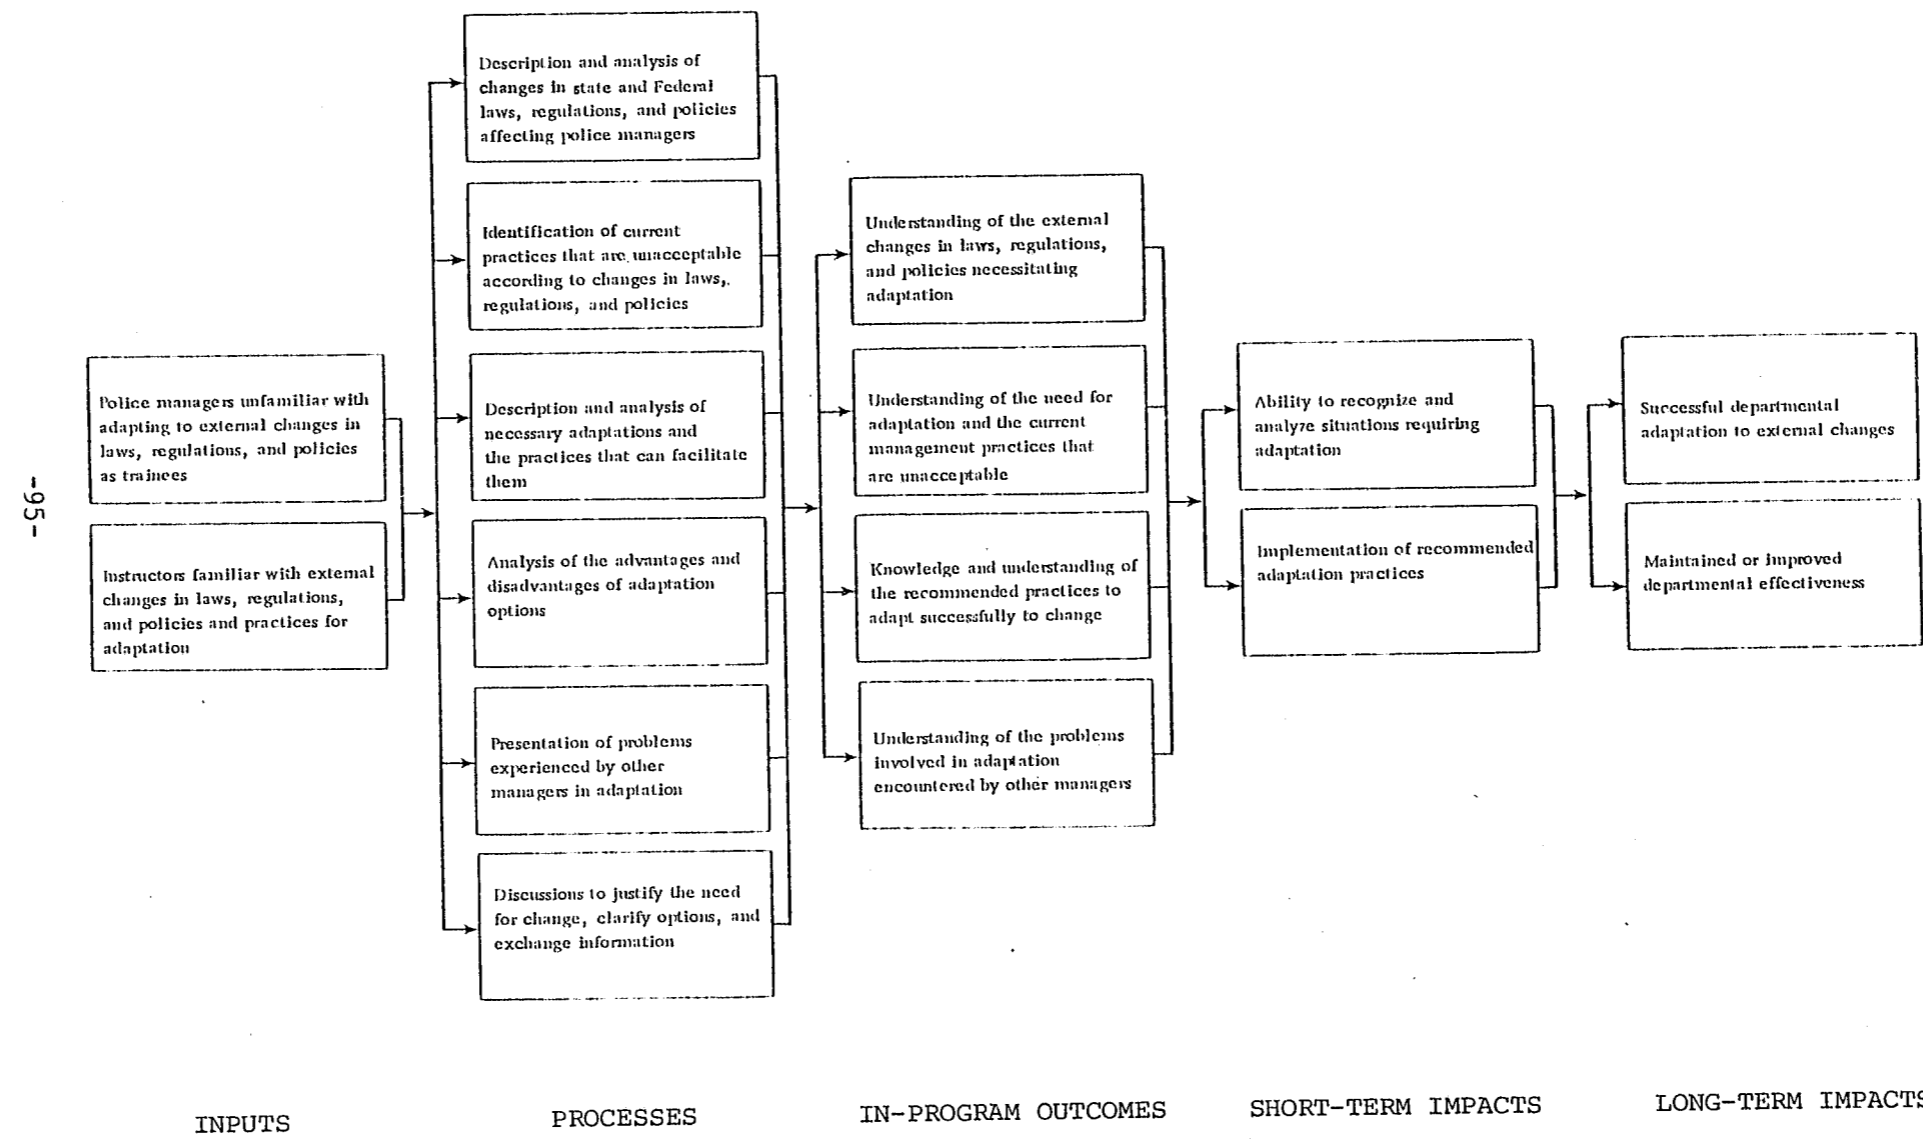 Description and analysis of
changes in state and Federal
laws, regulations, and policies
affecting police managers
Identification of current
practices that are unacceptable
according to changes in laws,
regulations, and policies
Understanding of the external
changes in laws, regulations,
and policies necessitating
adaptation
Police managers unfamiliar with
adapting to external changes in
laws, regulations, and policies
as trainees
Description and analysis of
necessary adaptations and
the practices that can facilitate
them
Understanding of the need for
adaptation and the current
management practices that
are unacceptable
Ability to recognize and
analyze situations requiring
adaptation
Successful departmental
adaptation to external changes
-95-
Instructors familiar with external
changes in laws, regulations,
and policies and practices for
adaptation
Analysis of the advantages and
disadvantages of adaptation
options
Knowledge and understanding of
the recommended practices to
adapt successfully to change
Implementation of recommended
adaptation practices
Maintained or improved
departmental effectiveness
Presentation of problems
experienced by other
managers in adaptation
Understanding of the problems
involved in adaptation
encountered by other managers
Discussions to justify the need
for change, clarify options, and
exchange information
INPUTS
PROCESSES
IN-PROGRAM OUTCOMES
SHORT-TERM IMPACTS
LONG-TERM IMPACTS